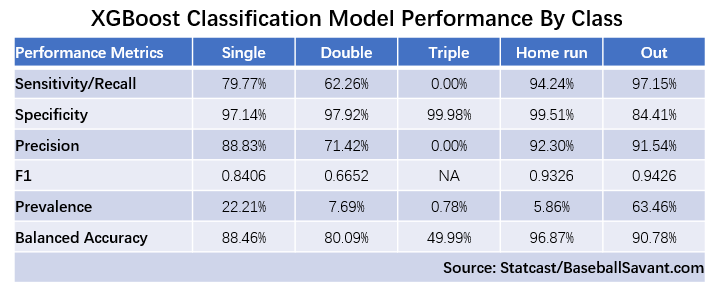 XGBoost Classification Model Performance By Class
Performance Metrics Single Double Triple Home run Out
Sensitivity/Recall 79.77% 62.26% 0.00% 94.24% 97.15%
Specificity 97.14% 97.92% 99.98% 99.51% 84.41%
Precision 88.83% 71.42% 0.00% 92.30% 91.54%
F1 0.8406 0.6652 NA 0.9326 0.9426
Prevalence 22.21% 7.69% 0.78% 5.86% 63.46%
Balanced Accuracy 88.46% 80.09% 49.99% 96.87% 90.78%
Source: Statcast/BaseballSavant.com